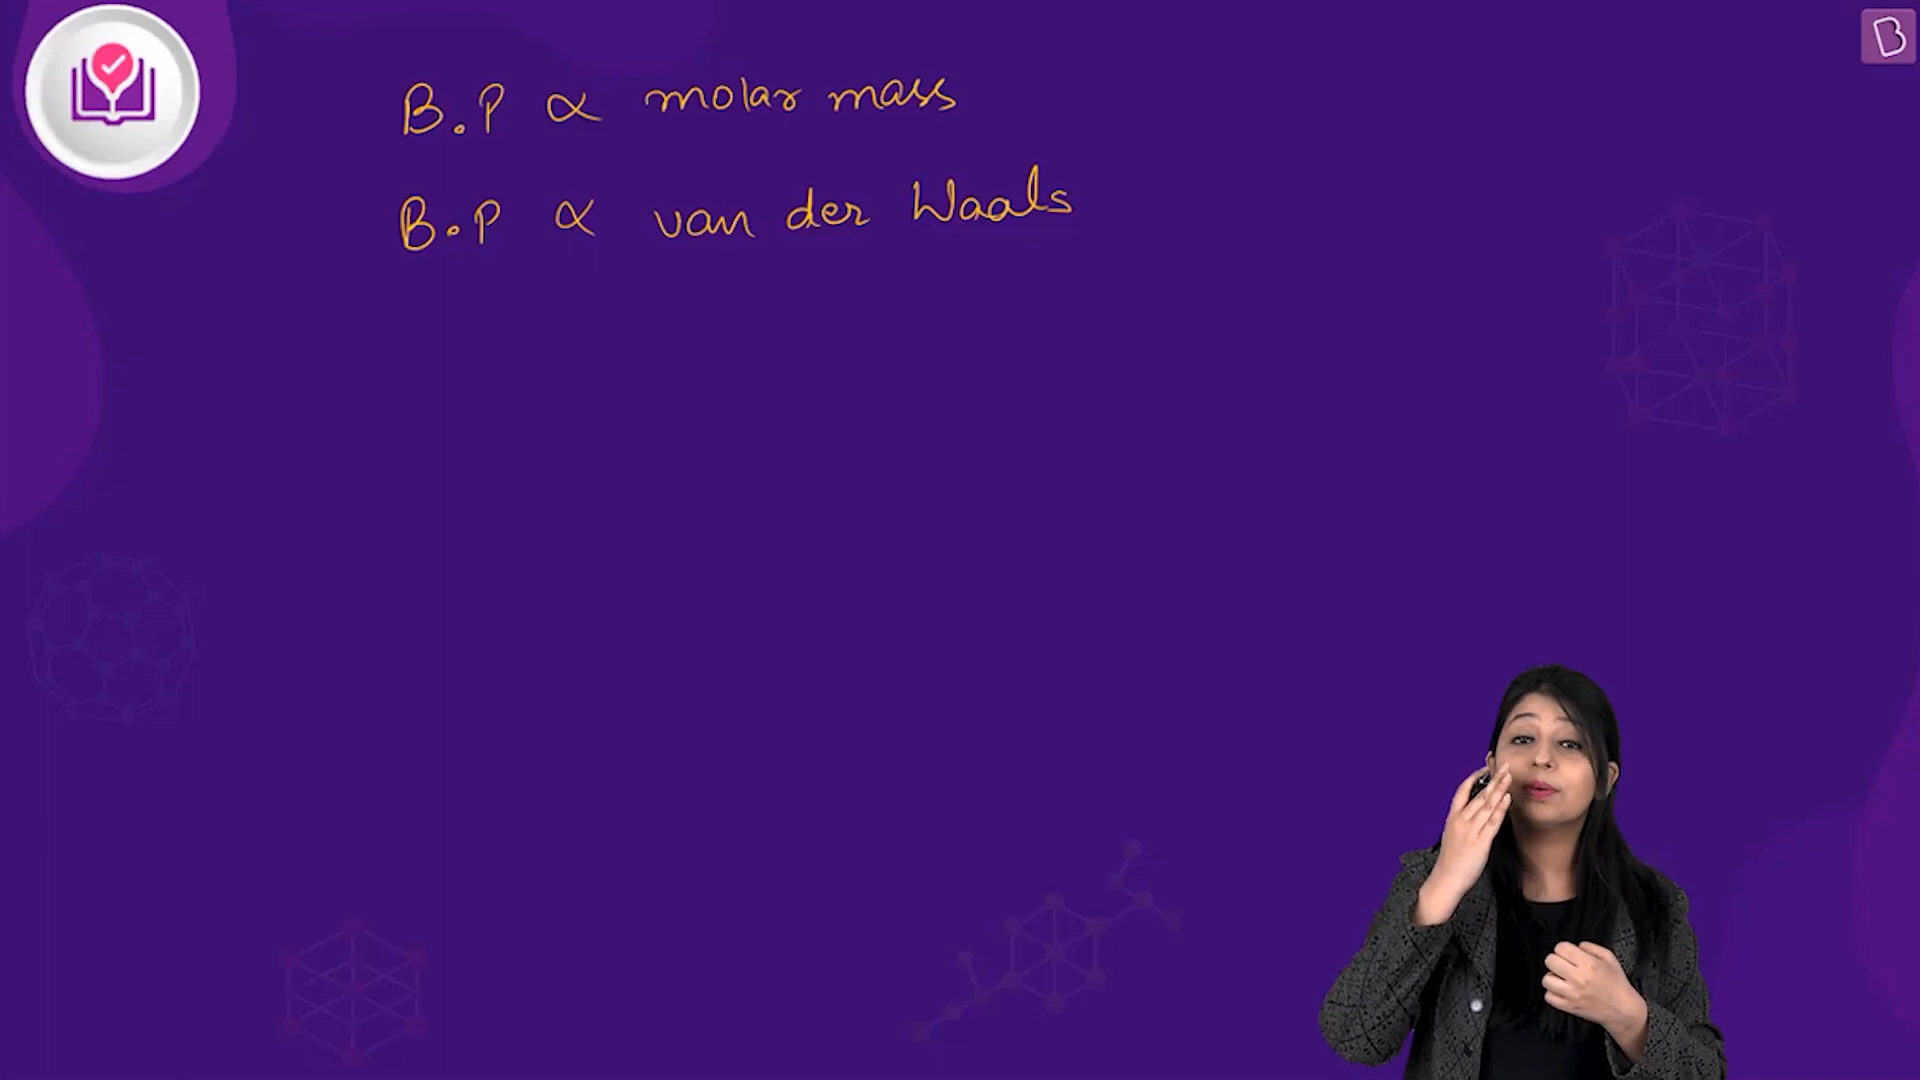 B.P ∝ molar mass
B.P ∝ van der Waals